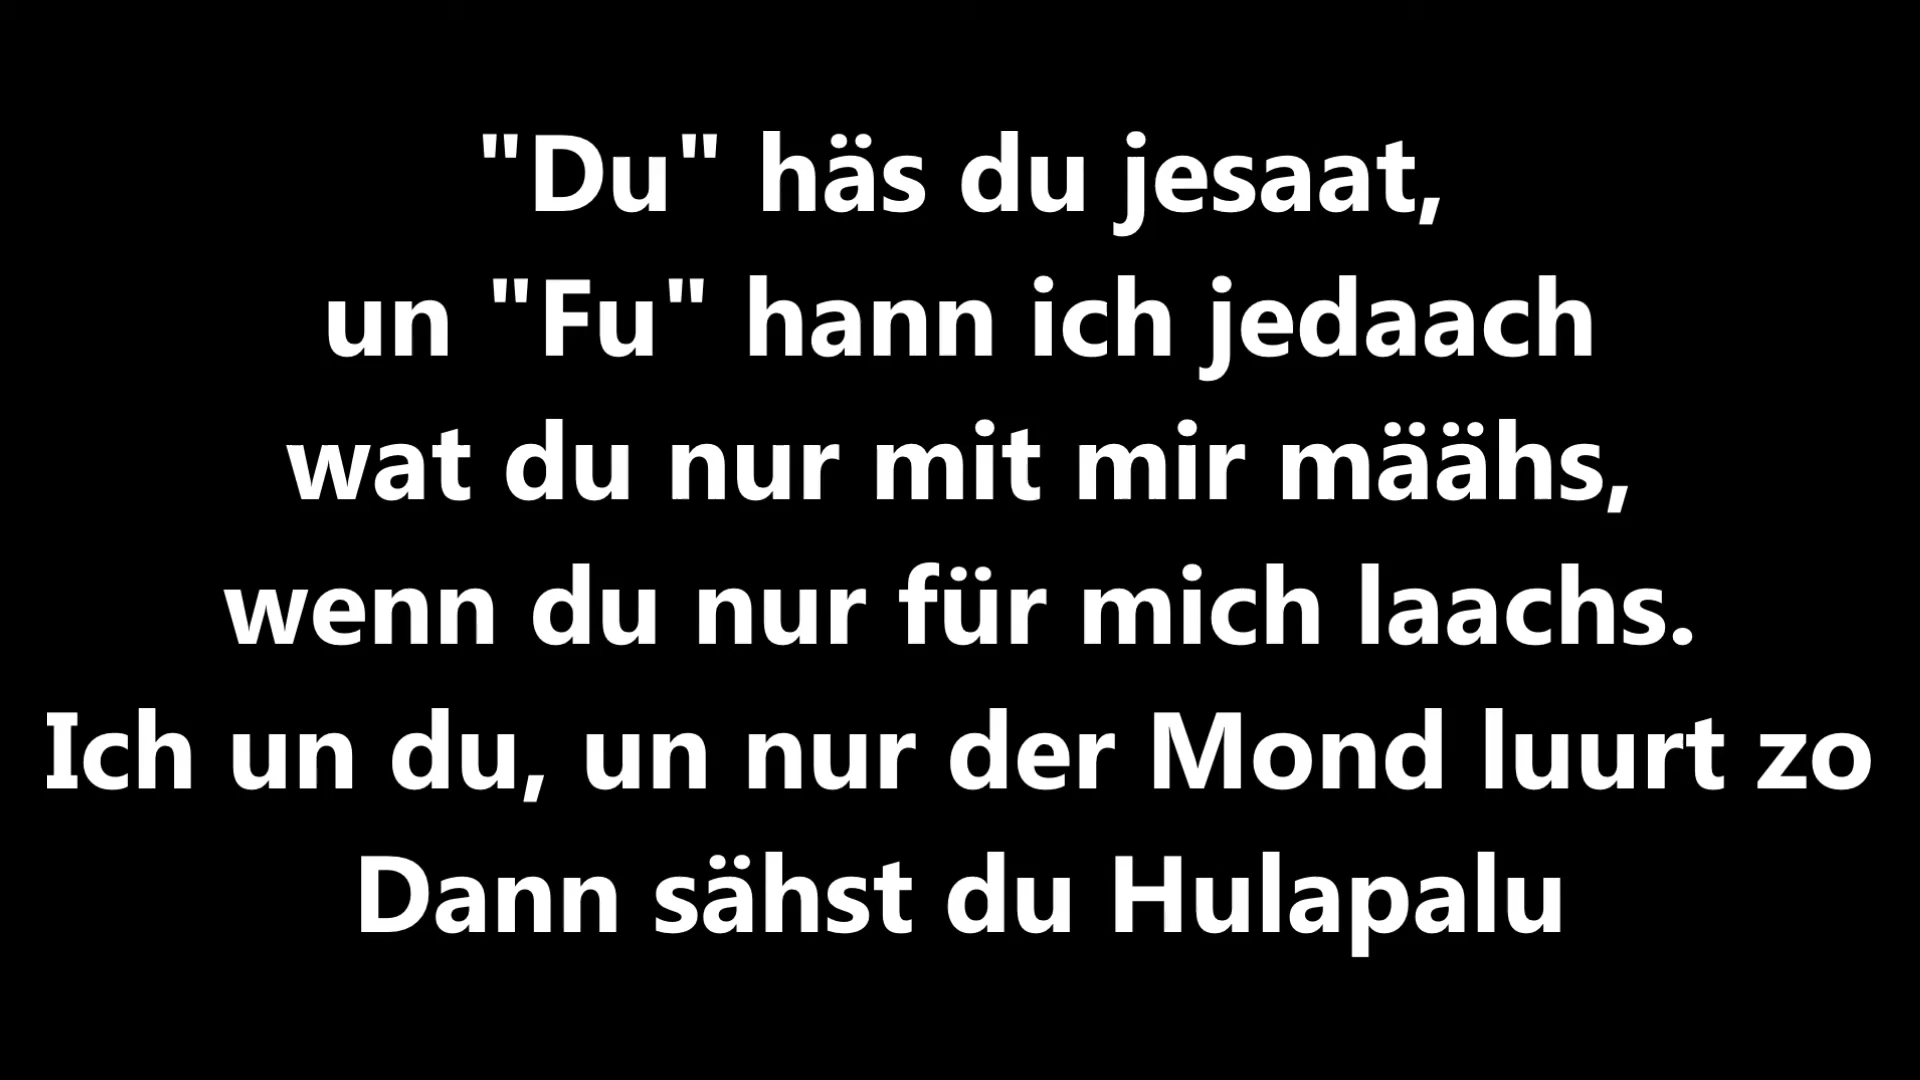 "Du" häs du jesaat,
un "Fu" hann ich jedaach
wat du nur mit mir määhs,
wenn du nur für mich laachs.
Ich un du, un nur der Mond luurt zo
Dann sähst du Hulapalu